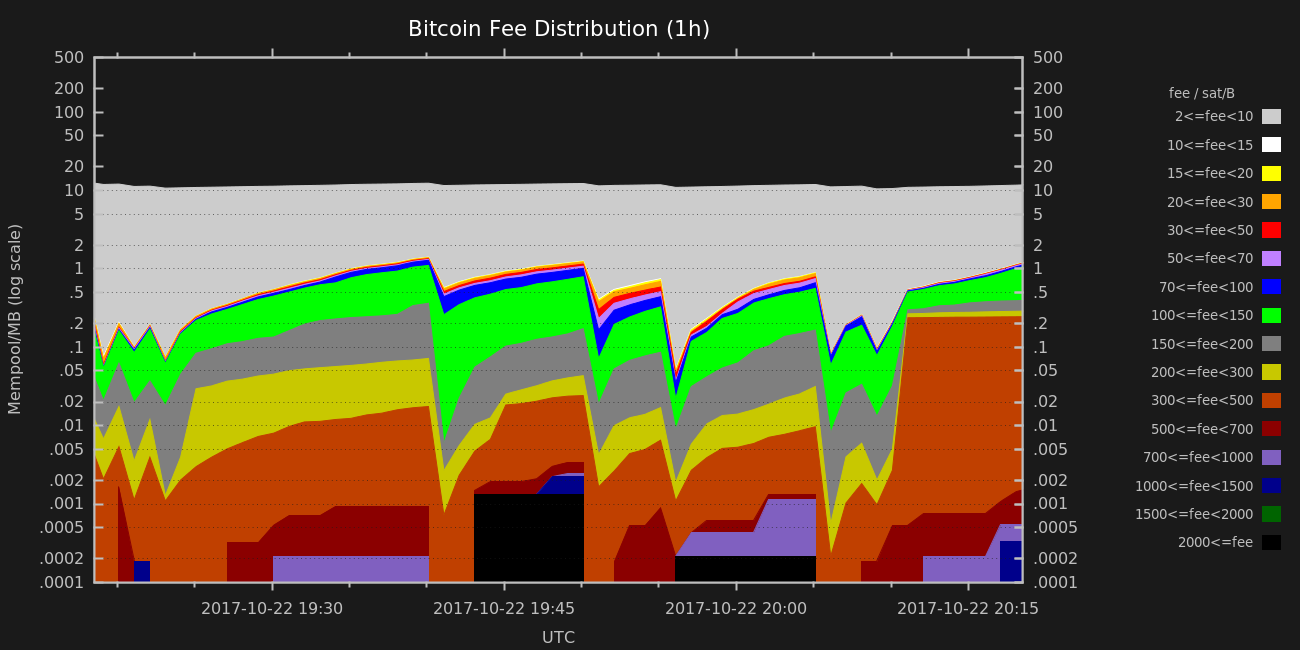 Bitcoin Fee Distribution (1h)
500
200
100
50
20
10
5
2
1
.5
.2
.1
.05
.02
.01
.005
.002
.001
.0005
.0002
.0001
Mempool/MB (log scale)
500
200
100
50
20
10
5
2
1
.5
.2
.1
.05
.02
.01
.005
.002
.001
.0005
.0002
.0001
2017-10-22 19:30
2017-10-22 19:45
2017-10-22 20:00
2017-10-22 20:15
UTC
fee / sat/B
2<=fee<10
10<=fee<15
15<=fee<20
20<=fee<30
30<=fee<50
50<=fee<70
70<=fee<100
100<=fee<150
150<=fee<200
200<=fee<300
300<=fee<500
500<=fee<700
700<=fee<1000
1000<=fee<1500
1500<=fee<2000
2000<=fee